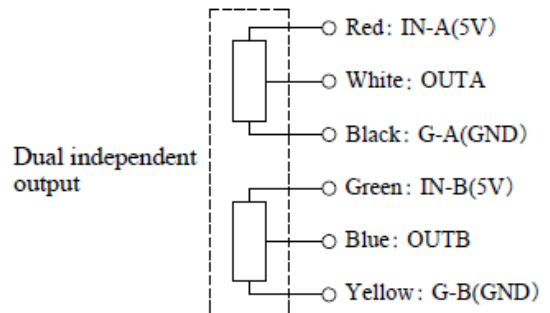 Red: IN-A(5V)
White: OUTA
Black: G-A(GND)
Dual independent
output
Green: IN-B(5V)
Blue: OUTB
Yellow: G-B(GND)